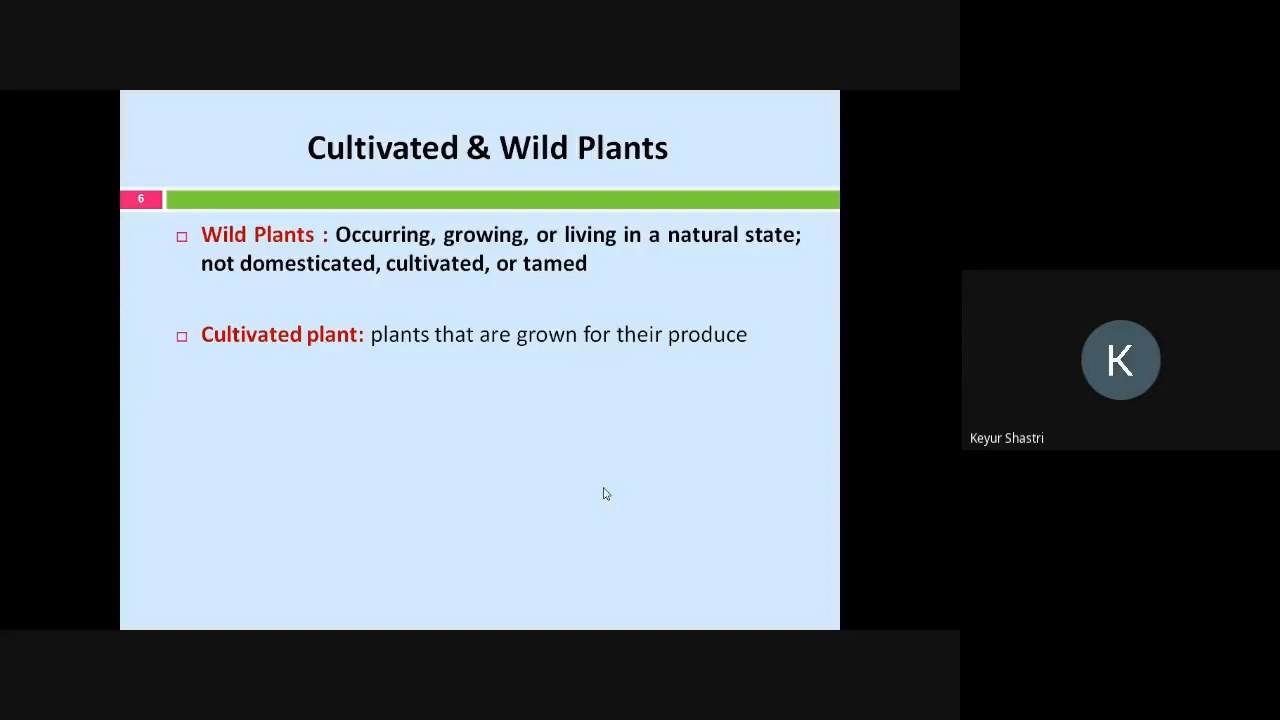 Cultivated & Wild Plants
6
Wild Plants : Occurring, growing, or living in a natural state;
not domesticated, cultivated, or tamed
Cultivated plant: plants that are grown for their produce
K
Keyur Shastri